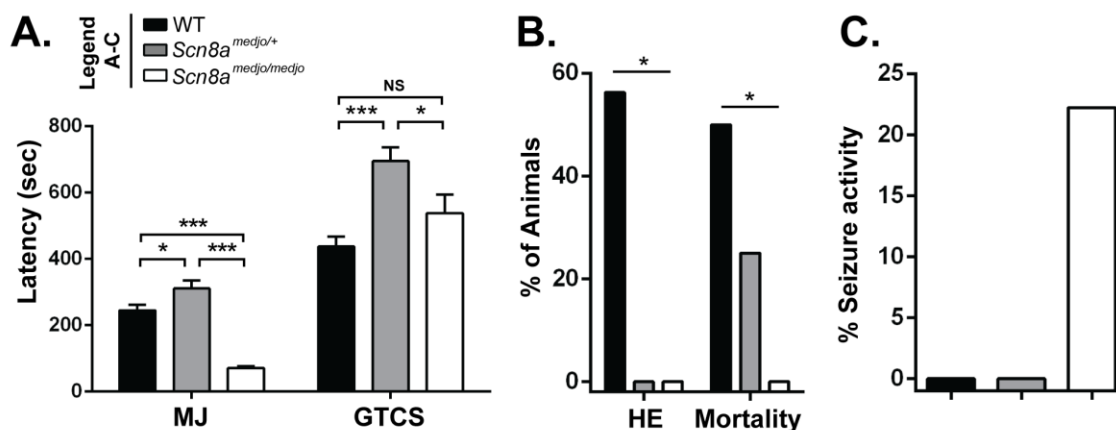 A.
Legend
A-C
WT
Scn8a medjo/+
Scn8a medjo/medjo
Latency (sec)
800
600
400
200
0
***
*
***
NS
***
*
MJ
GTCS
B.
% of Animals
60
40
20
0
*
*
HE
Mortality
C.
% Seizure activity
25
20
15
10
5
0